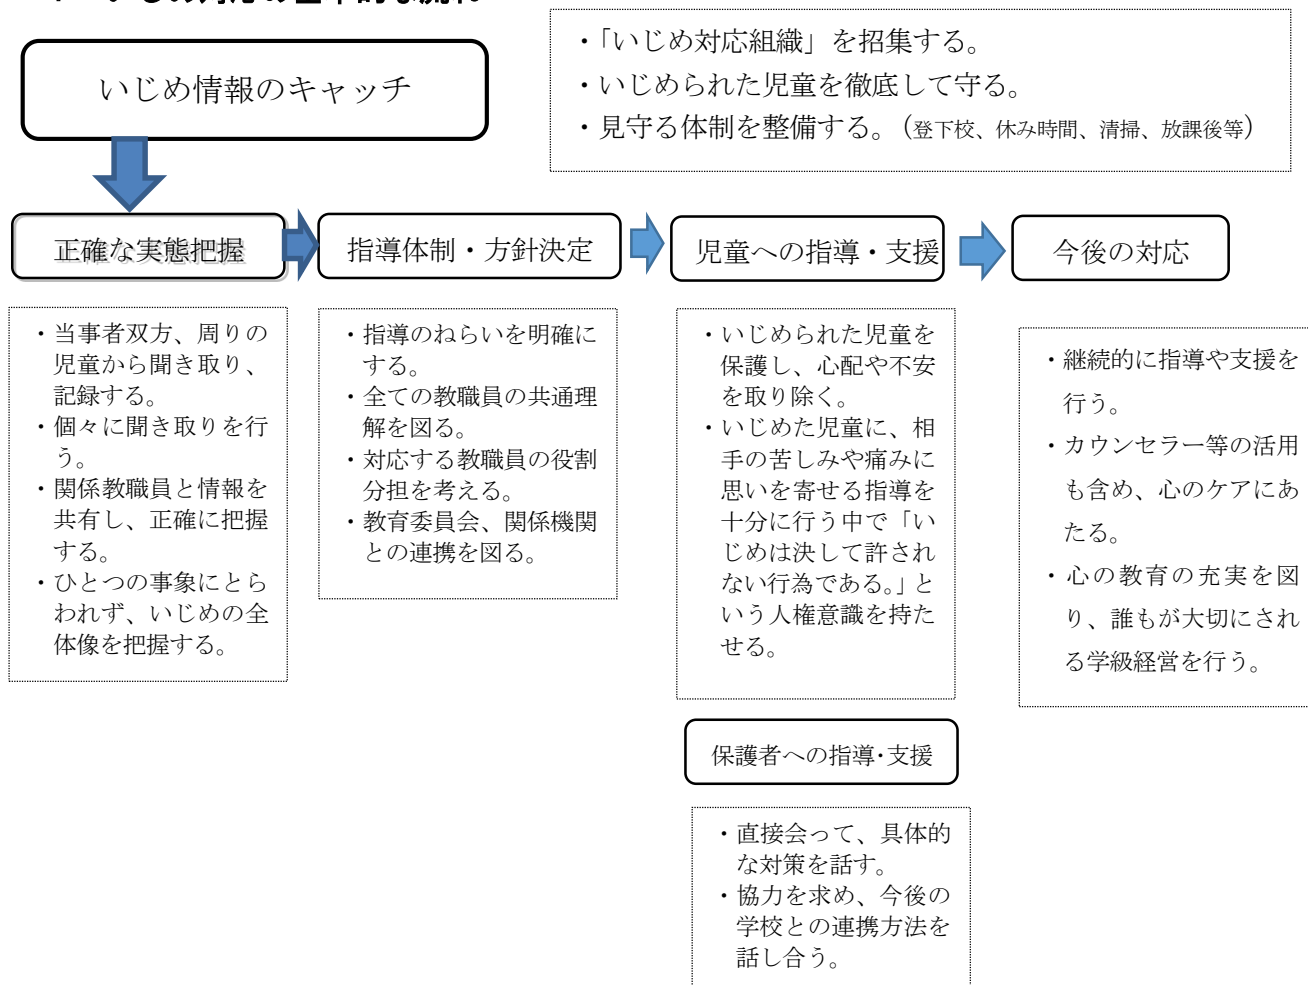 いじめ情報のキャッチ
・「いじめ対応組織」を招集する。
・いじめられた児童を徹底して守る。
・見守る体制を整備する。(登下校、休み時間、清掃、放課後等)
正確な実態把握
・当事者双方、周りの
児童から聞き取り、
記録する。
・個々に聞き取りを行
う。
・関係教職員と情報を
共有し、正確に把握
する。
・ひとつの事象にとら
われず、いじめの全
体像を把握する。
指導体制・方針決定
・指導のねらいを明確に
する。
・全ての教職員の共通理
解を図る。
・対応する教職員の役割
分担を考える。
・教育委員会、関係機関
との連携を図る。
児童への指導・支援
・いじめられた児童を
保護し、心配や不安
を取り除く。
・いじめた児童に、相
手の苦しみや痛みに
思いを寄せる指導を
十分に行う中で「い
じめは決して許され
ない行為である。」と
いう人権意識を持た
せる。
保護者への指導・支援
・直接会って、具体的
な対策を話す。
・協力を求め、今後の
学校との連携方法を
話し合う。
今後の対応
・継続的に指導や支援を
行う。
・カウンセラー等の活用
も含め、心のケアにあ
たる。
・心の教育の充実を図
り、誰もが大切にされ
る学級経営を行う。